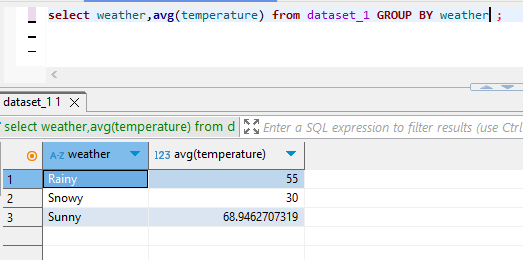 select weather,avg(temperature) from dataset_1 GROUP BY weather ;
dataset_1 1
select weather,avg(temperature) from d
Enter a SQL expression to filter results (use Ctrl
A-Z weather 123 avg(temperature)
1 Rainy 55
2 Snowy 30
3 Sunny 68.9462707319